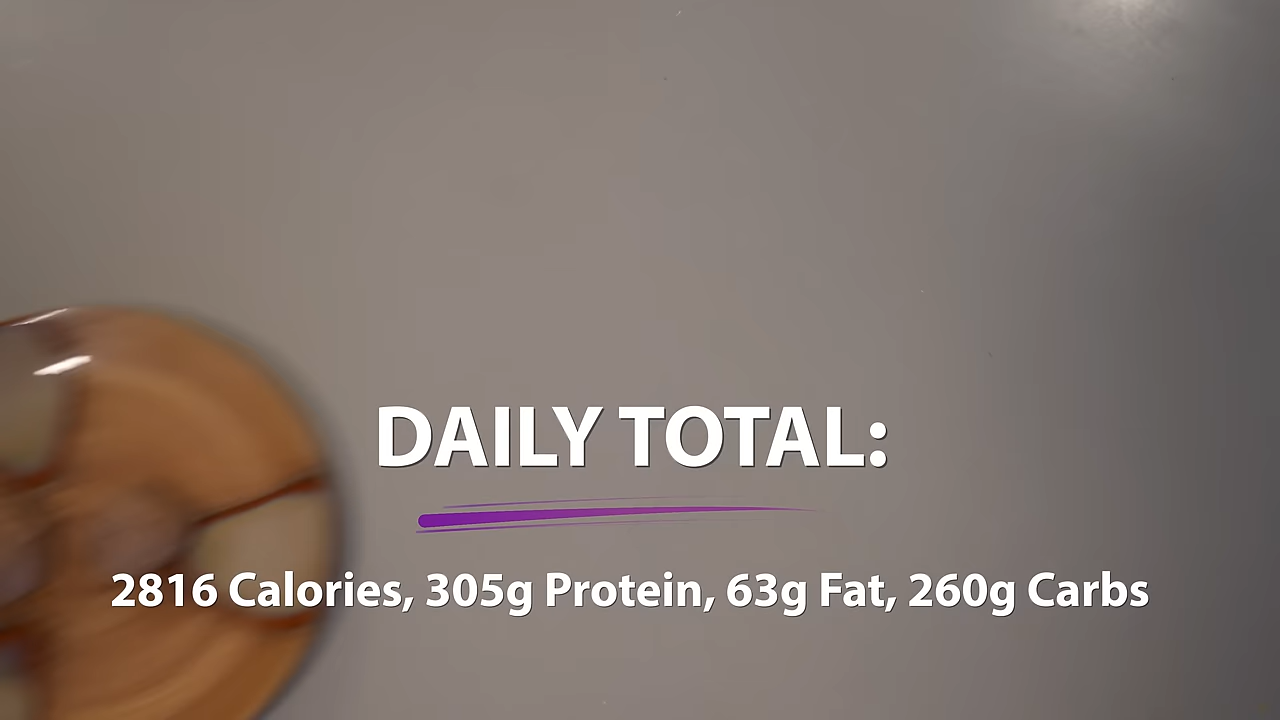 DAILY TOTAL:
2816 Calories, 305g Protein, 63g Fat, 260g Carbs